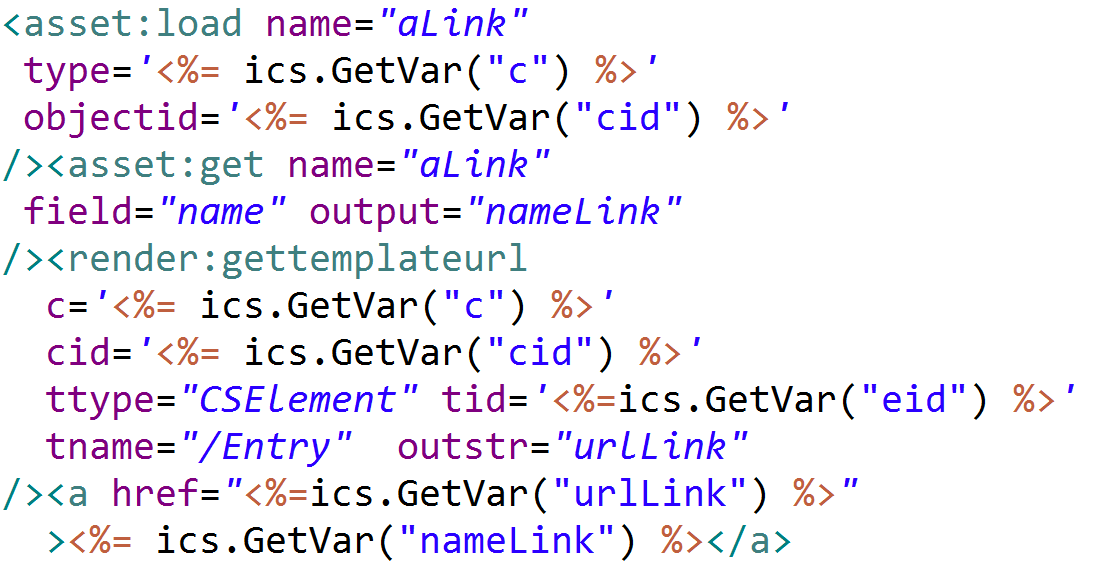 <asset:load name="aLink"
 type='<%= ics.GetVar("c") %>'
 objectid='<%= ics.GetVar("cid") %>'
/><asset:get name="aLink"
 field="name" output="nameLink"
/><render:gettemplateurl
  c='<%= ics.GetVar("c") %>'
  cid='<%= ics.GetVar("cid") %>'
  ttype="CSElement" tid='<%=ics.GetVar("eid") %>'
  tname="/Entry"  outstr="urlLink"
/><a href="<%=ics.GetVar("urlLink") %>"
  ><%= ics.GetVar("nameLink") %></a>